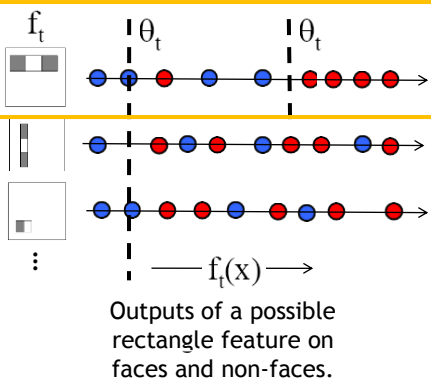 f_t θ_t θ_t
f_t(x)
Outputs of a possible
rectangle feature on
faces and non-faces.